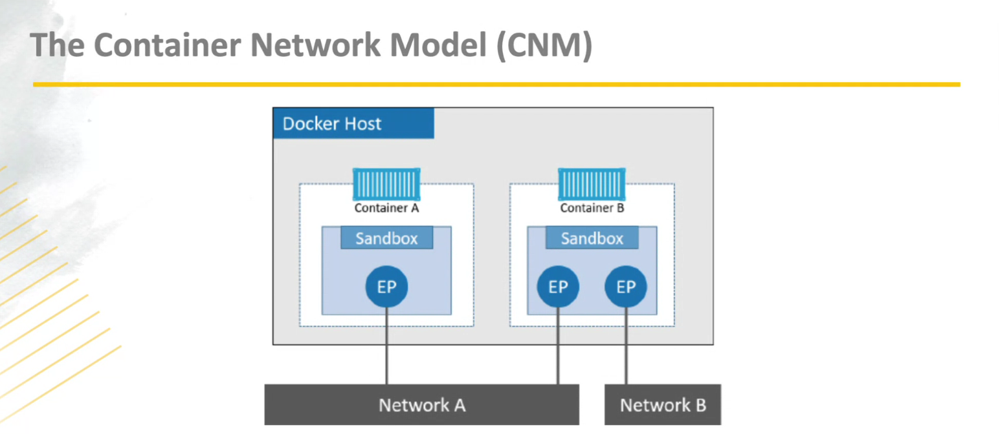 The Container Network Model (CNM)
Docker Host
Container A
Container B
Sandbox
Sandbox
EP
EP
EP
Network A
Network B